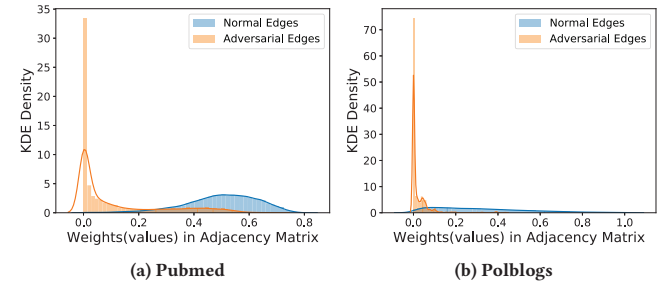 35
30
25
20
15
10
5
0
KDE Density
Normal Edges
Adversarial Edges
0.0 0.2 0.4 0.6 0.8
Weights(values) in Adjacency Matrix
(a) Pubmed
70
60
50
40
30
20
10
0
KDE Density
Normal Edges
Adversarial Edges
0.0 0.2 0.4 0.6 0.8 1.0
Weights(values) in Adjacency Matrix
(b) Polblogs